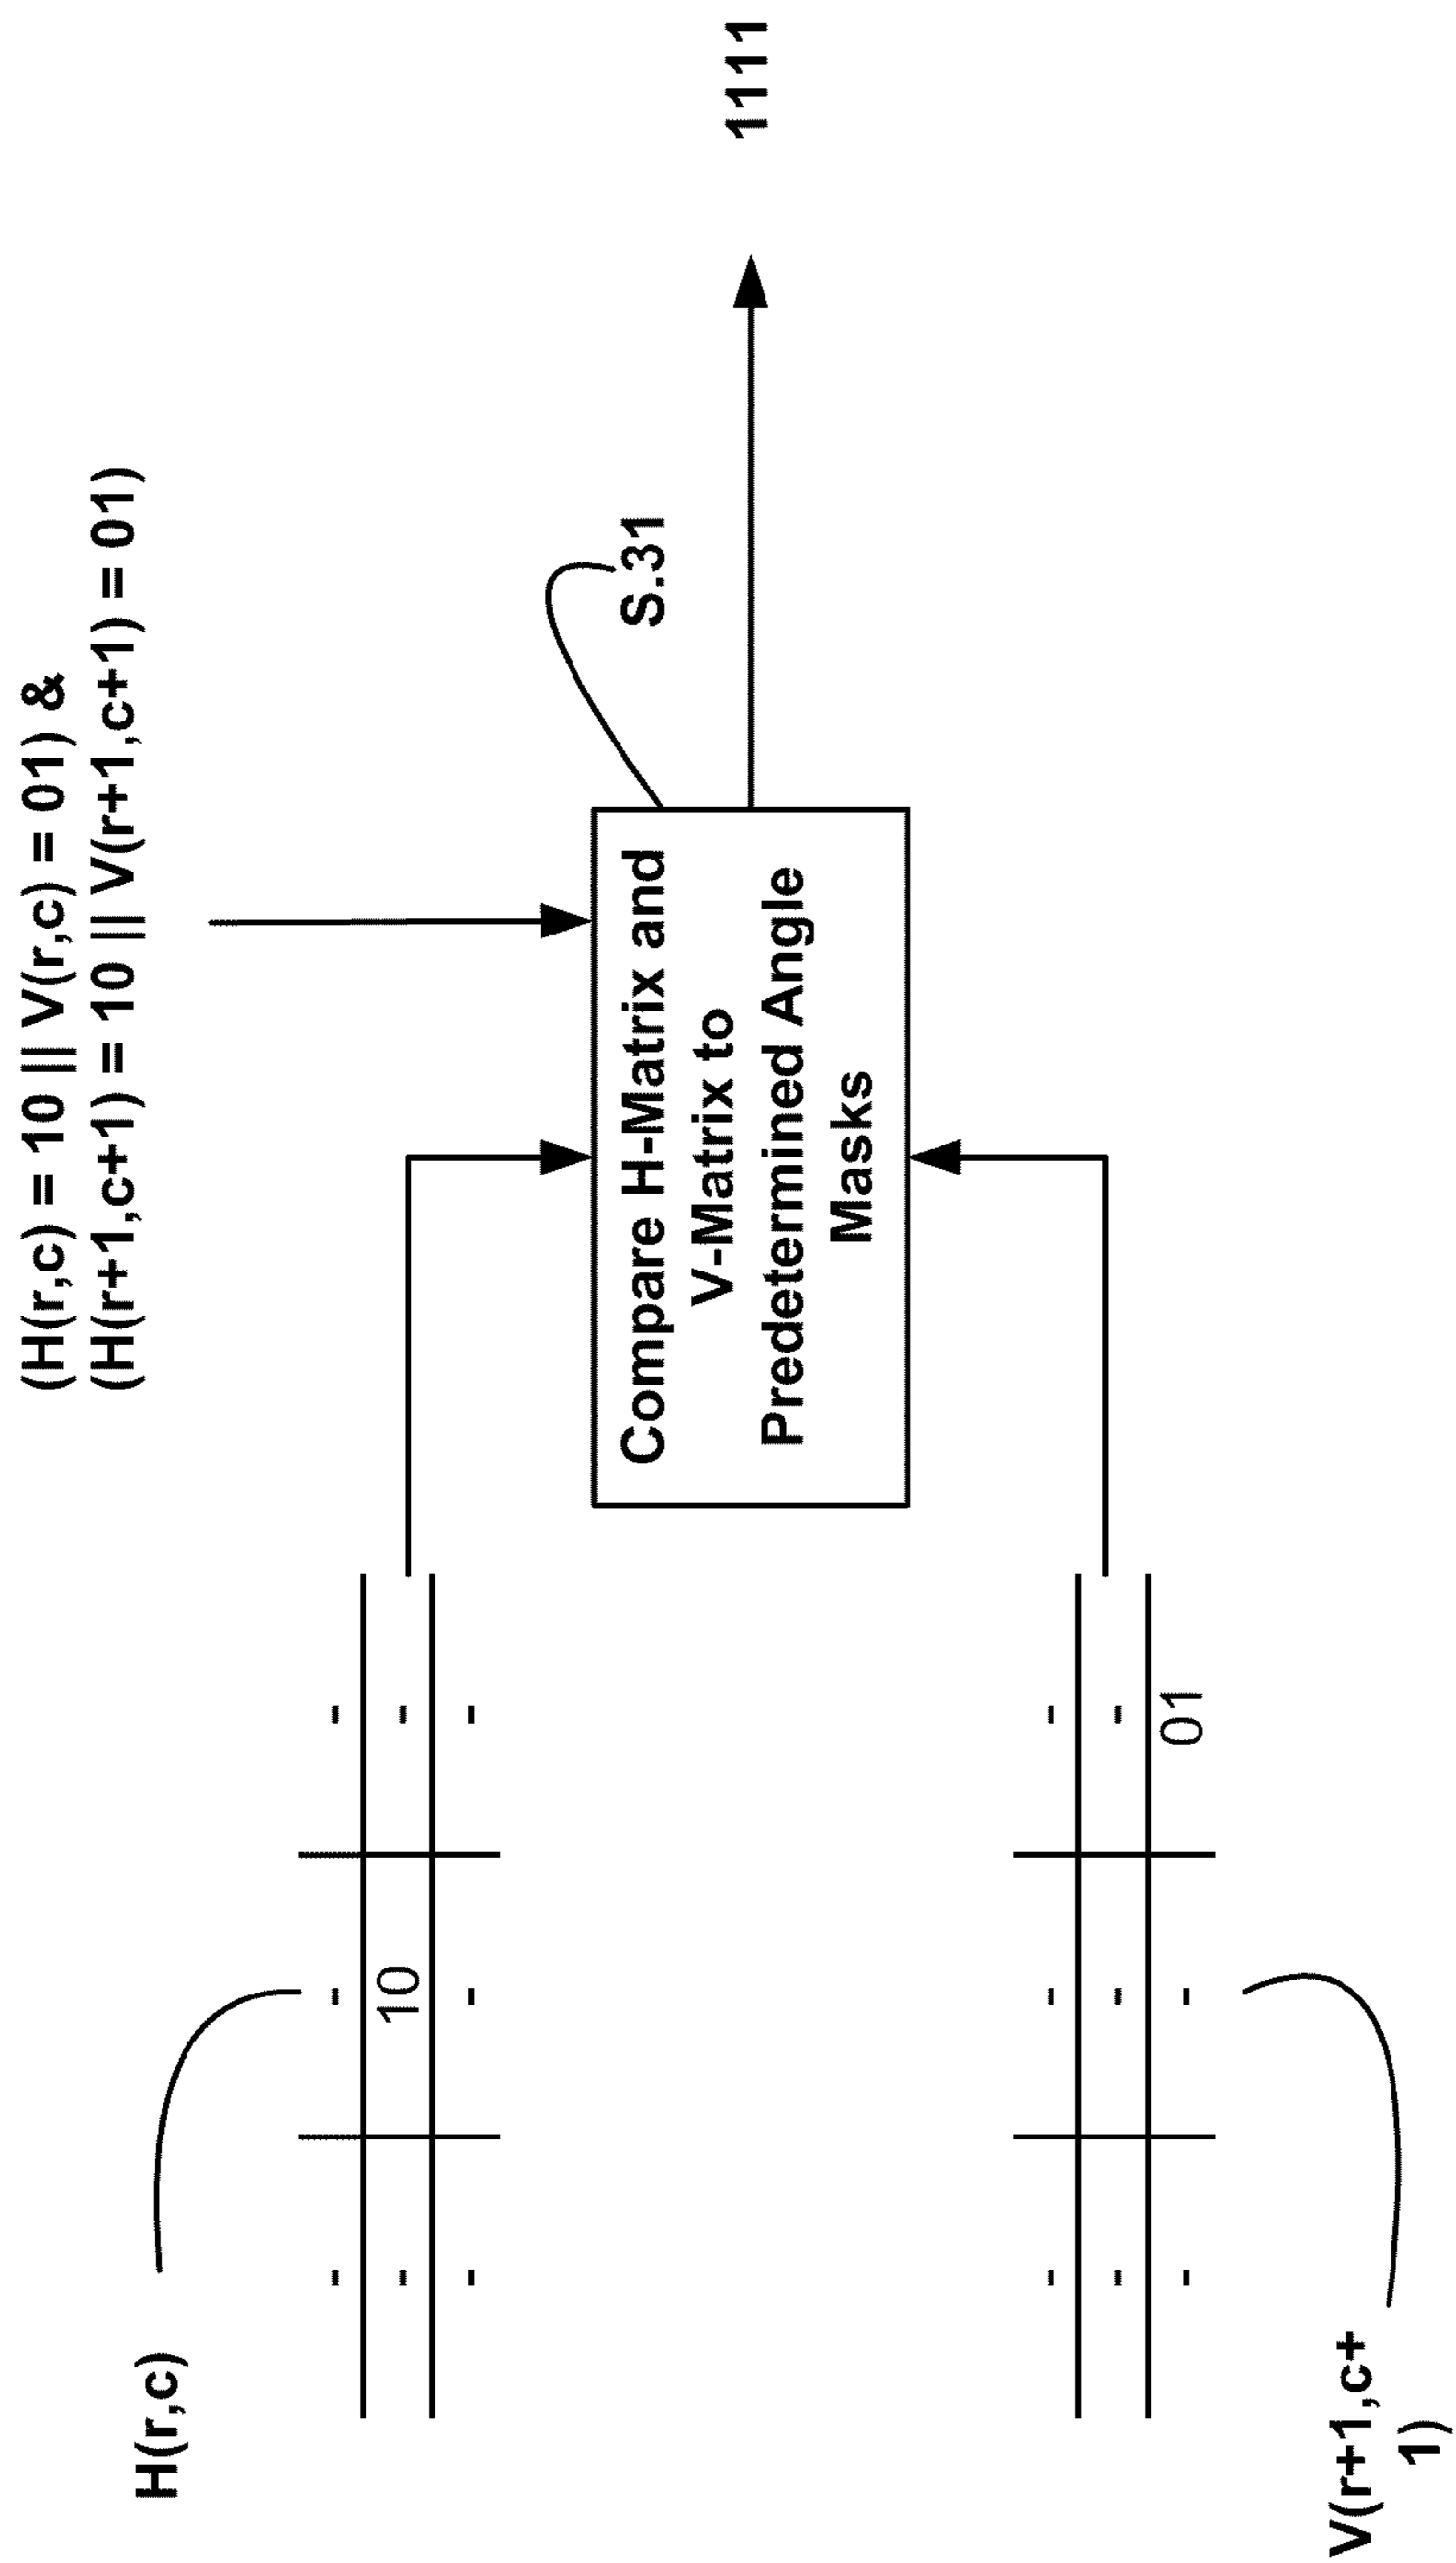 (H(r,c) = 10 || V(r,c) = 01) &
(H(r+1,c+1) = 10 || V(r+1,c+1) = 01)
H(r,c)
- - -
- 10 -
- - -
S.31
Compare H-Matrix and
V-Matrix to
Predetermined Angle
Masks
1111
- - -
- - -
- - 01
V(r+1,c+
1)